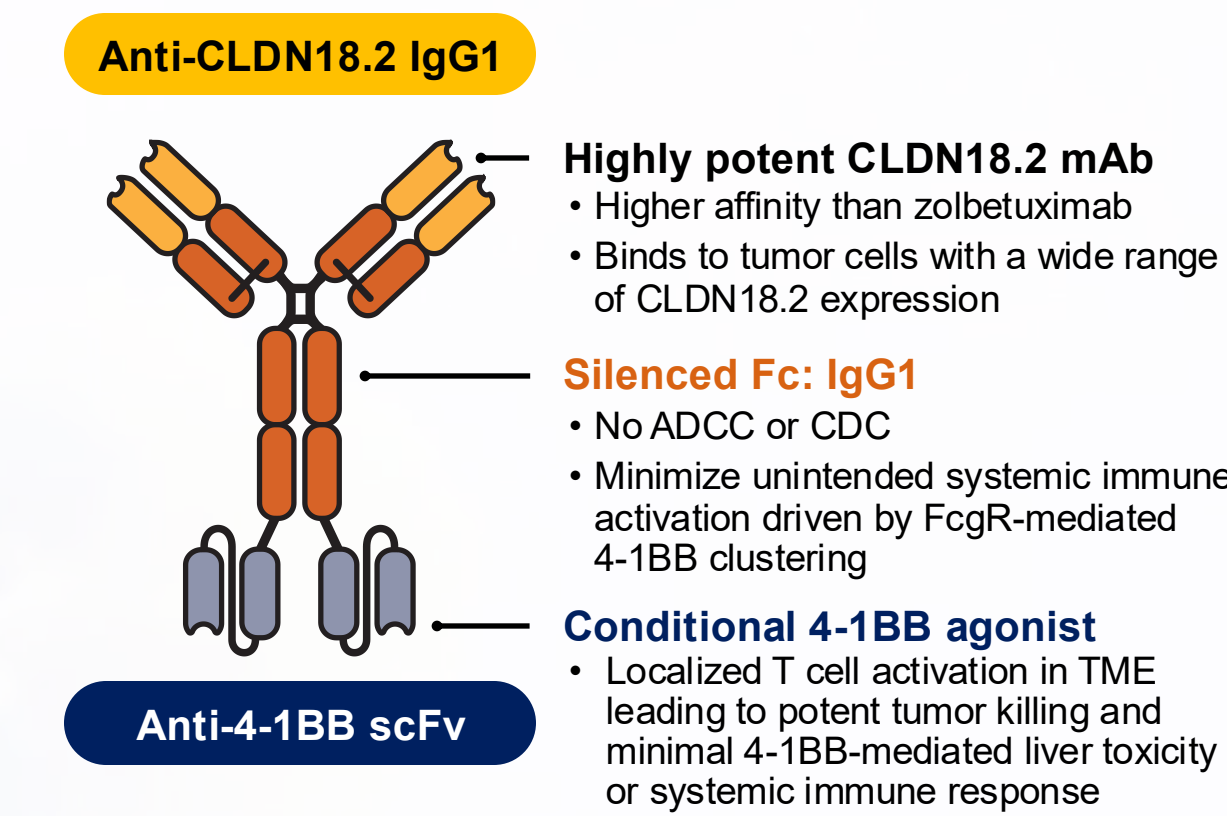 Anti-CLDN18.2 IgG1
Highly potent CLDN18.2 mAb
• Higher affinity than zolbetuximab
• Binds to tumor cells with a wide range
of CLDN18.2 expression
Silenced Fc: IgG1
• No ADCC or CDC
• Minimize unintended systemic immune
activation driven by FcgR-mediated
4-1BB clustering
Conditional 4-1BB agonist
• Localized T cell activation in TME
leading to potent tumor killing and
minimal 4-1BB-mediated liver toxicity
or systemic immune response
Anti-4-1BB scFv